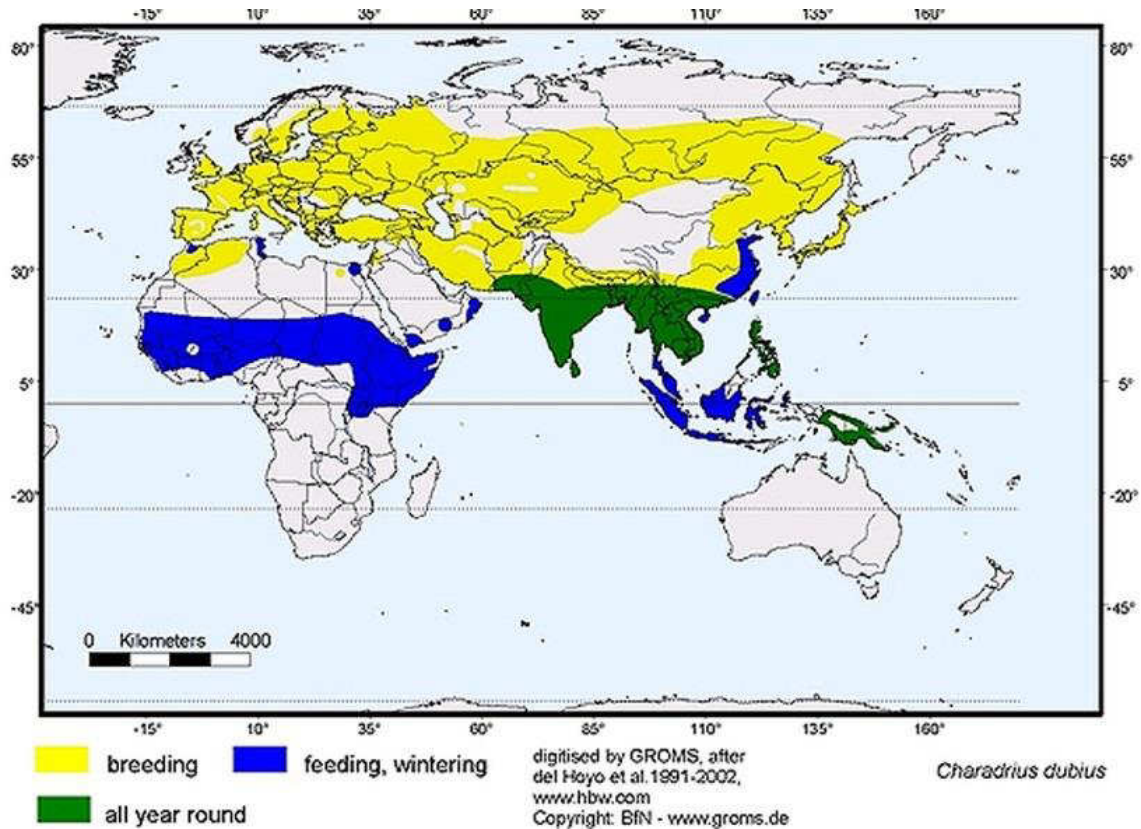 -15° 10° 35° 60° 85° 110° 135° 160°
80° 80°
55° 55°
30° 30°
5° 5°
-20° -20°
-45° -45°
0 Kilometers 4000
-15° 10° 35° 60° 85° 110° 135° 160°
breeding
feeding, wintering
all year round
digitised by GROMS, after
del Hoyo et al.1991-2002,
www.hbw.com
Copyright: BfN - www.groms.de
Charadrius dubius